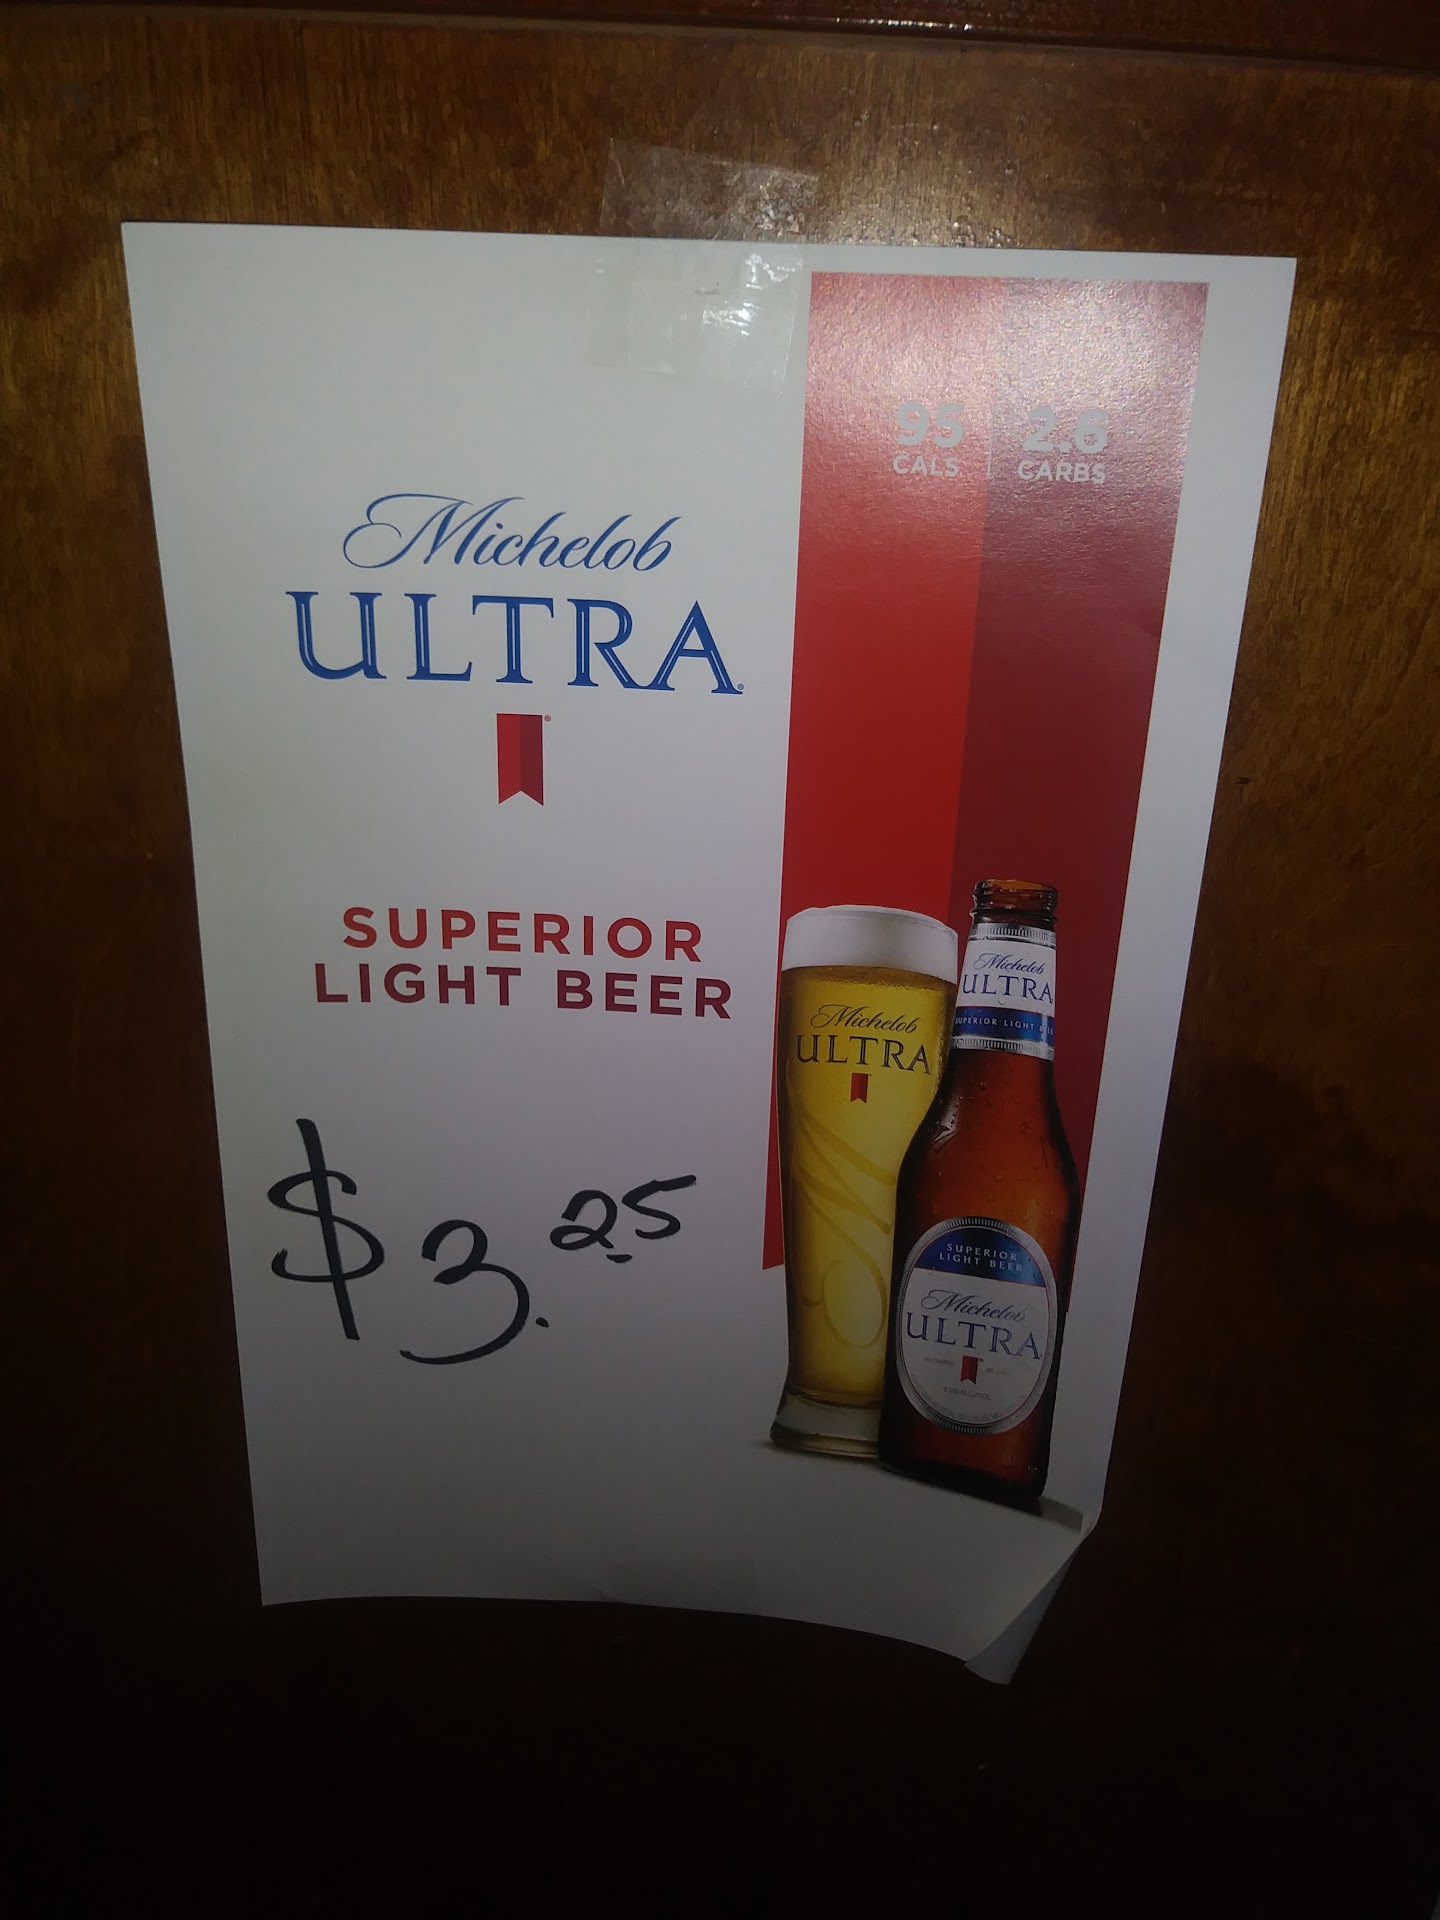 95
CALS
2.6
CARBS
Michelob
ULTRA
SUPERIOR
LIGHT BEER
$3.25
Michelob
ULTRA
Michelob
ULTRA
SUPERIOR LIGHT
SUPERIOR
LIGHT BEER
Michelob
ULTRA